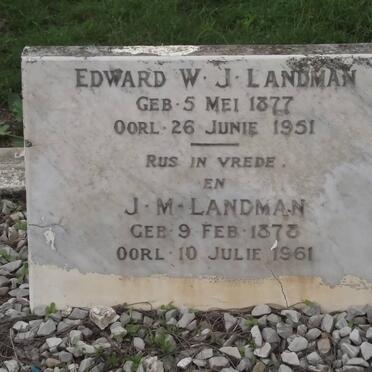 EDWARD W. J. LANDMAN
GEB. 5 MEI 1877
OORL. 26 JUNIE 1951
RUS IN VREDE.
EN
J. M. LANDMAN
GEB. 9 FEB. 1878
OORL. 10 JULIE 1961